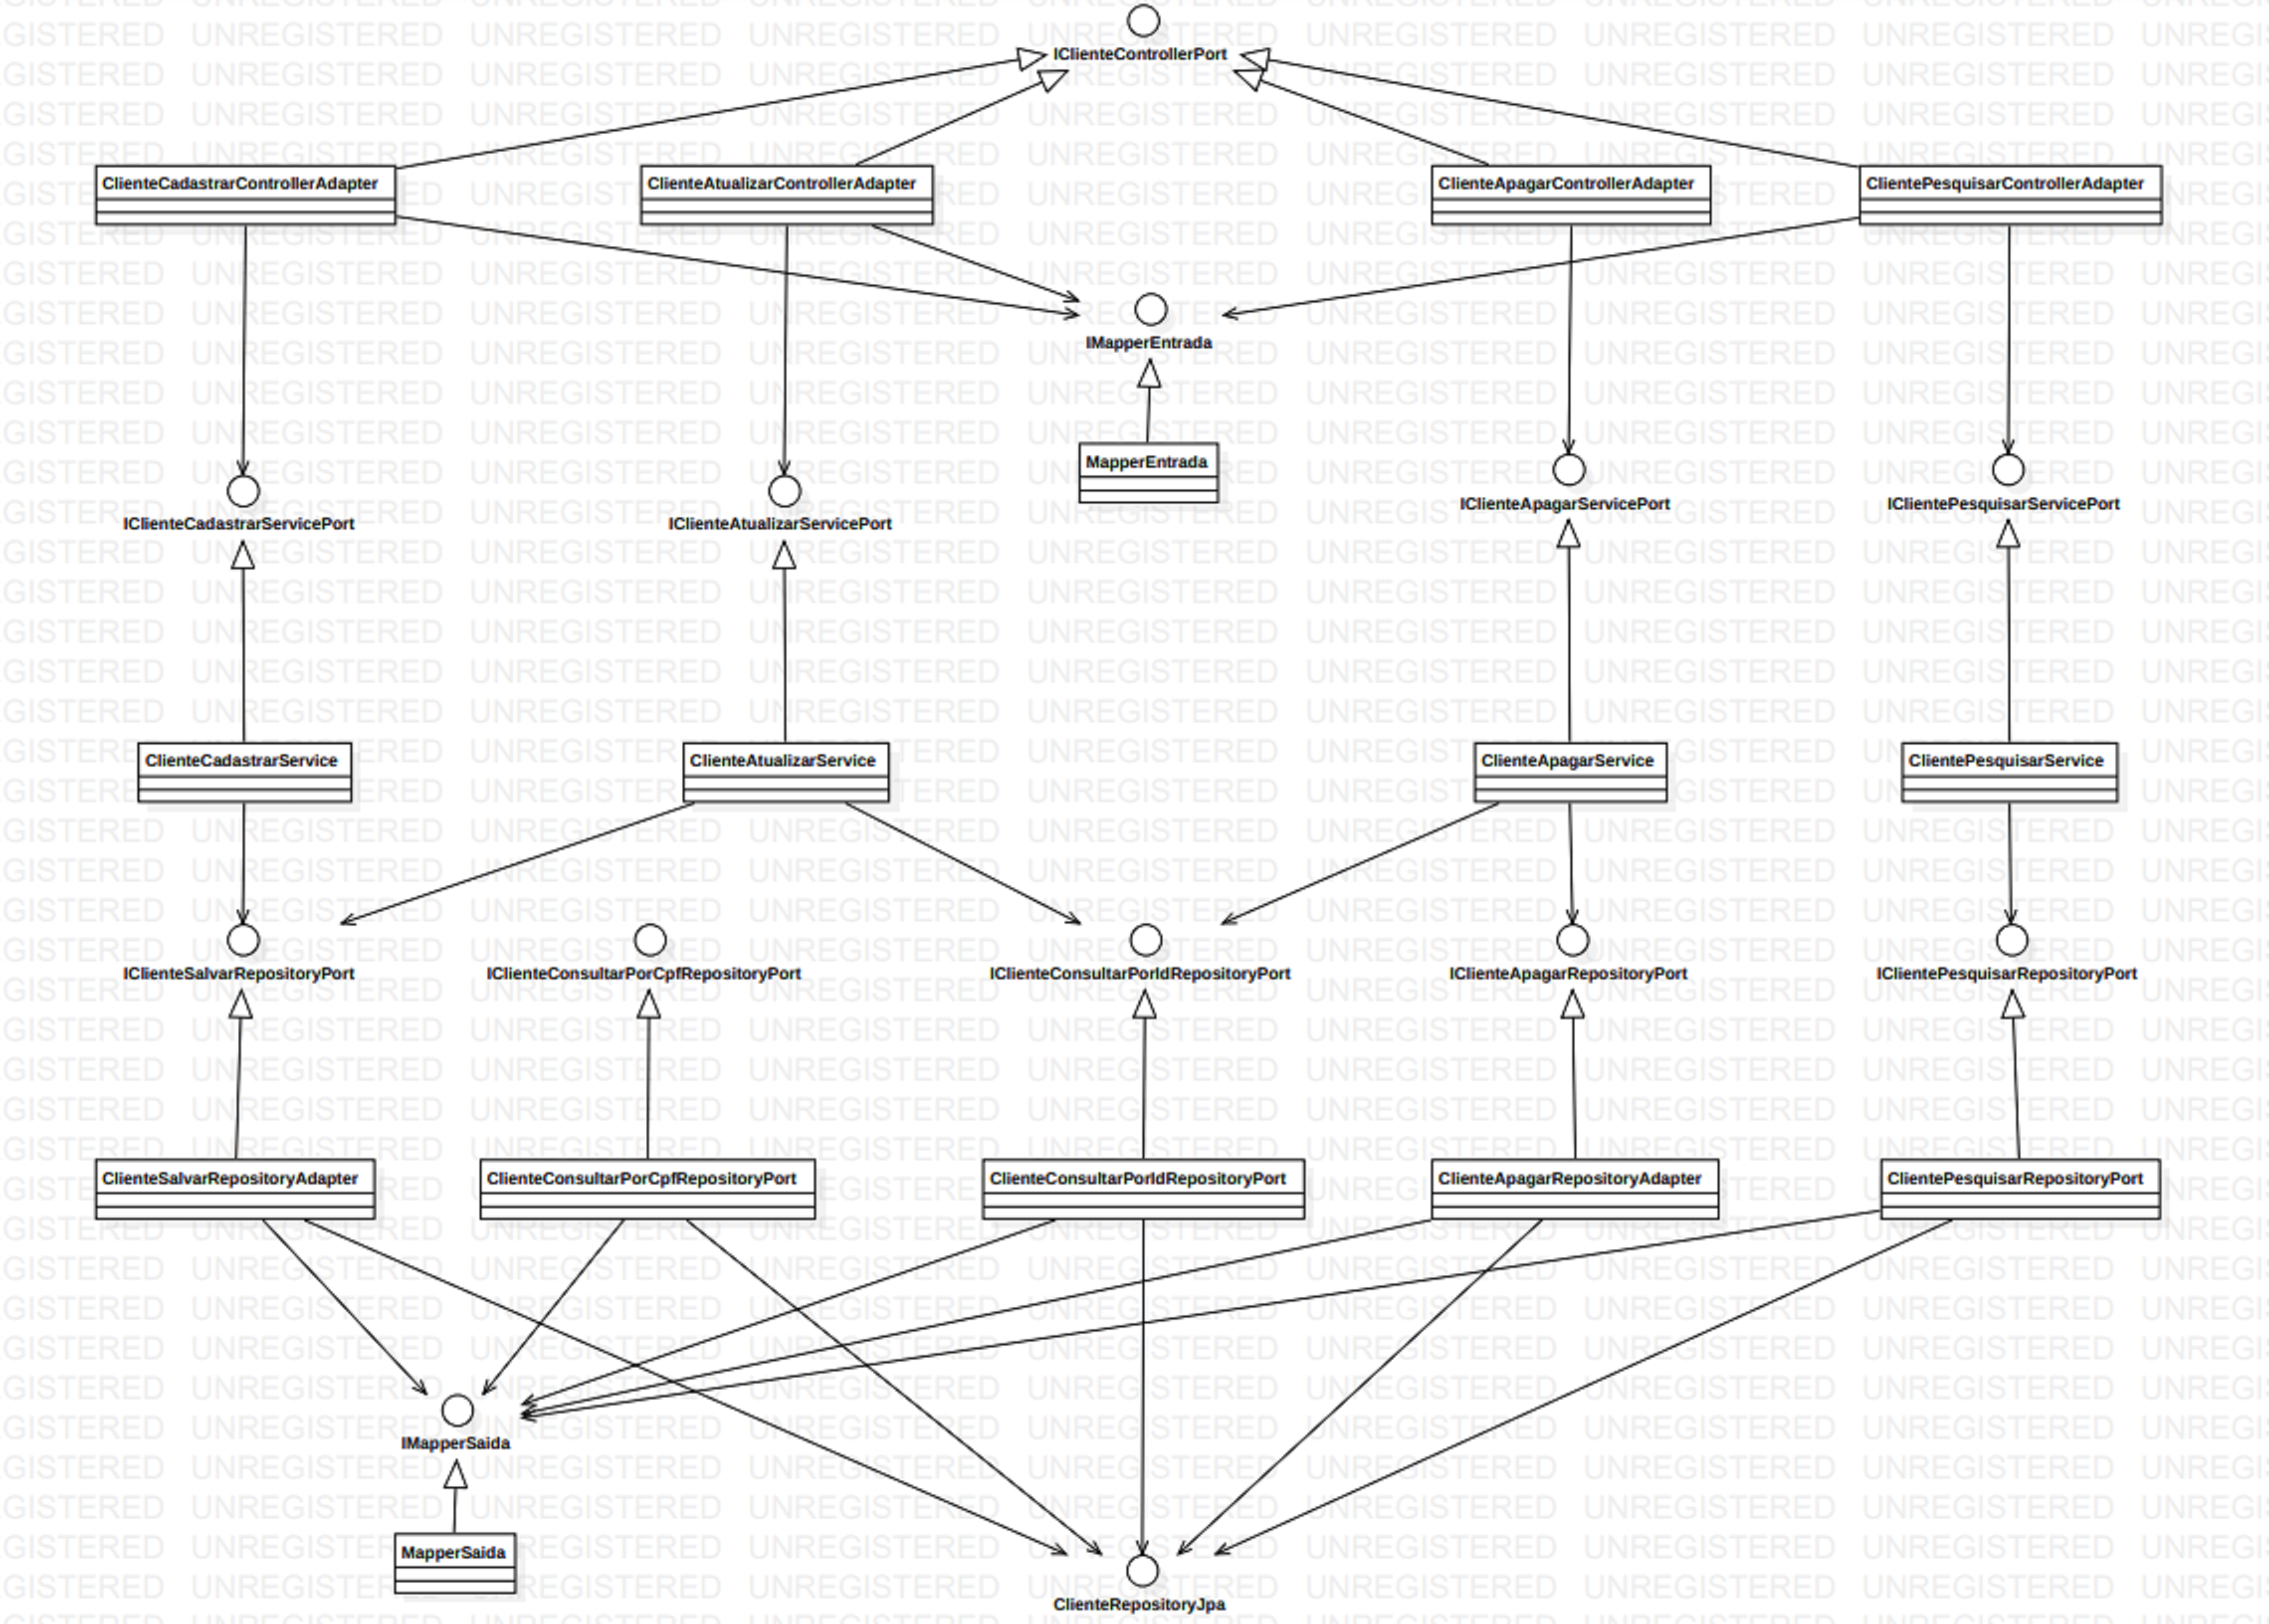 IClienteControllerPort
ClienteCadastrarControllerAdapter
ClienteAtualizarControllerAdapter
ClienteApagarControllerAdapter
ClientePesquisarControllerAdapter
IMapperEntrada
MapperEntrada
IClienteCadastrarServicePort
IClienteAtualizarServicePort
IClienteApagarServicePort
IClientePesquisarServicePort
ClienteCadastrarService
ClienteAtualizarService
ClienteApagarService
ClientePesquisarService
IClienteSalvarRepositoryPort
IClienteConsultarPorCpfRepositoryPort
IClienteConsultarPorIdRepositoryPort
IClienteApagarRepositoryPort
IClientePesquisarRepositoryPort
ClienteSalvarRepositoryAdapter
ClienteConsultarPorCpfRepositoryPort
ClienteConsultarPorIdRepositoryPort
ClienteApagarRepositoryAdapter
ClientePesquisarRepositoryPort
IMapperSaida
MapperSaida
ClienteRepositoryJpa
UNREGISTERED